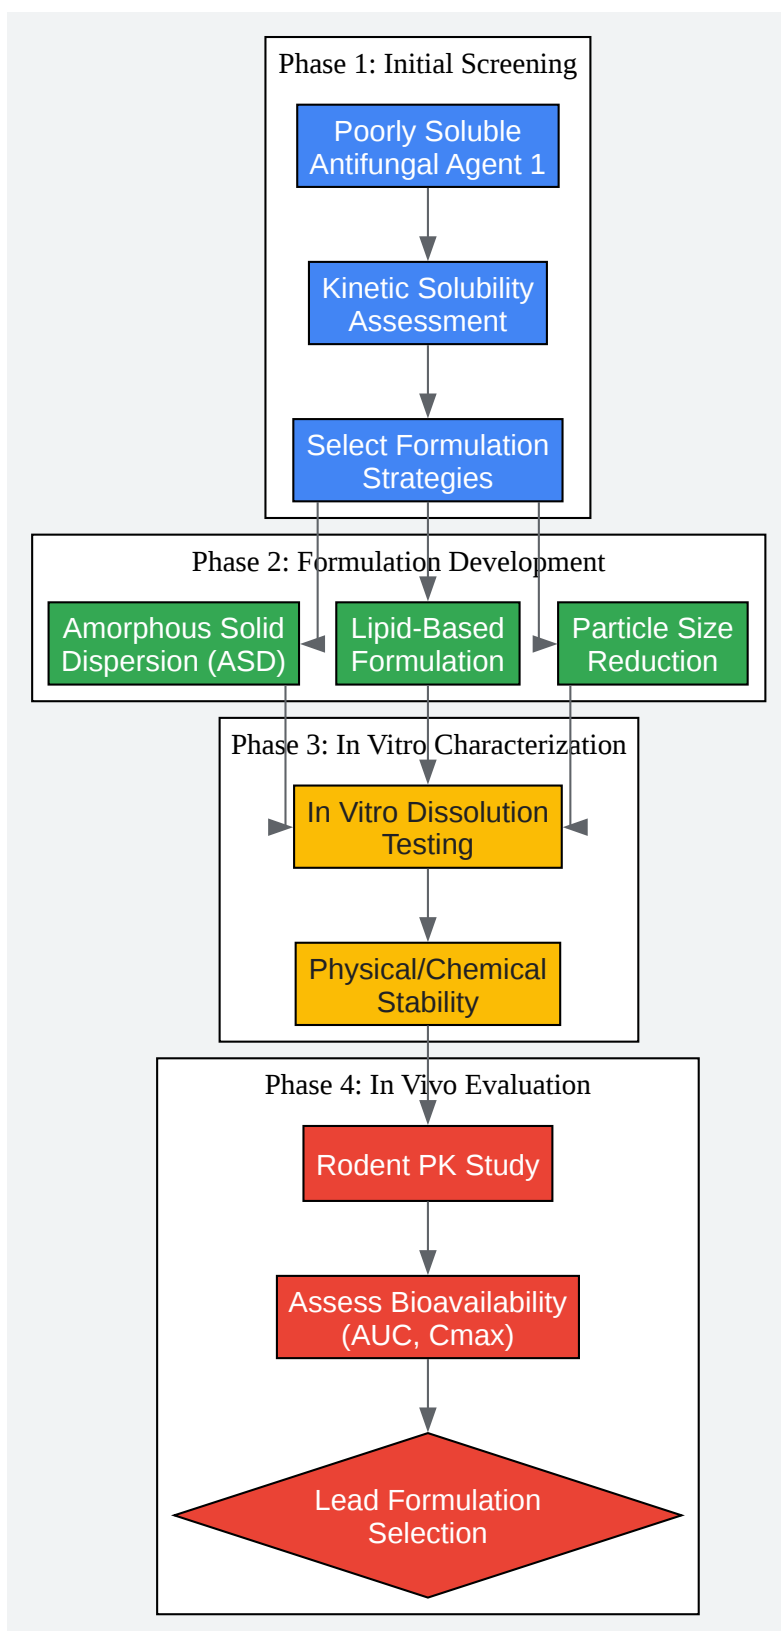 Phase 1: Initial Screening
Poorly Soluble
Antifungal Agent 1
Kinetic Solubility
Assessment
Select Formulation
Strategies
Phase 2: Formulation Development
Amorphous Solid
Dispersion (ASD)
Lipid-Based
Formulation
Particle Size
Reduction
Phase 3: In Vitro Characterization
In Vitro Dissolution
Testing
Physical/Chemical
Stability
Phase 4: In Vivo Evaluation
Rodent PK Study
Assess Bioavailability
(AUC, Cmax)
Lead Formulation
Selection